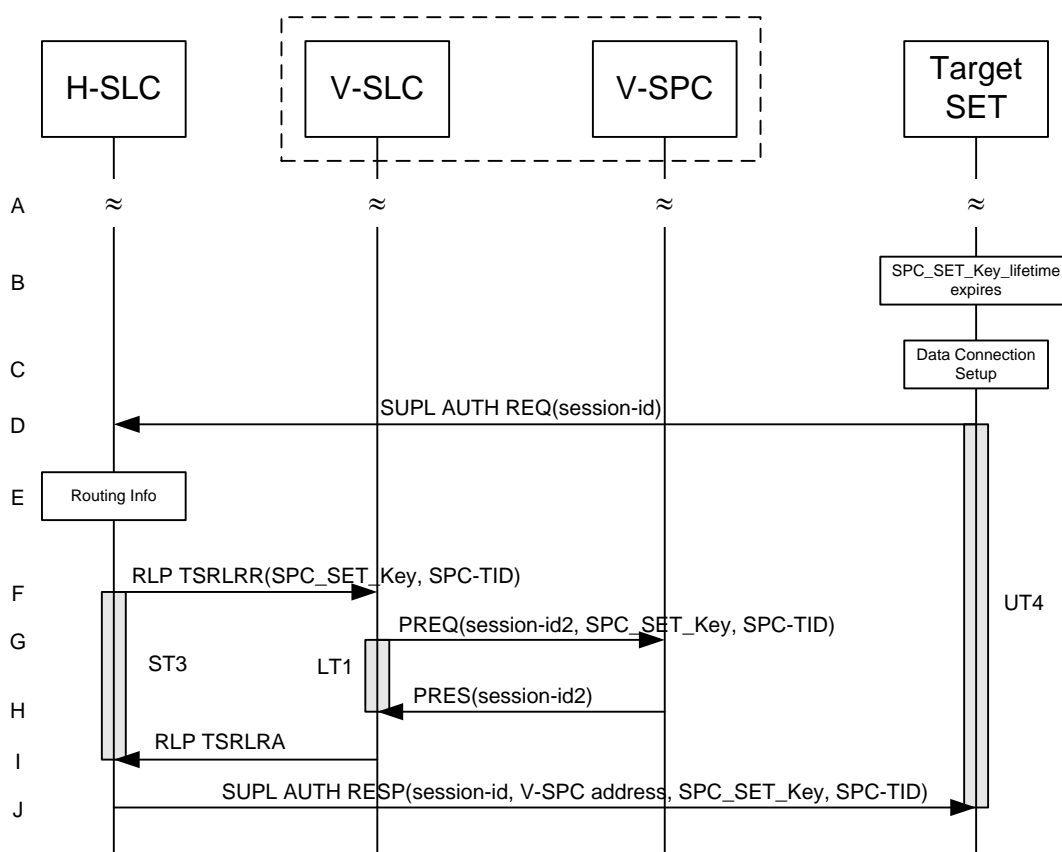 H-SLC
V-SLC
V-SPC
Target
SET
A
≈ ≈ ≈ ≈
B
SPC_SET_Key_lifetime
expires
C
Data Connection
Setup
SUPL AUTH REQ(session-id)
D
E
Routing Info
RLP TSRLRR(SPC_SET_Key, SPC-TID)
F
UT4
PREQ(session-id2, SPC_SET_Key, SPC-TID)
G
ST3
LT1
PRES(session-id2)
H
RLP TSRLRA
I
SUPL AUTH RESP(session-id, V-SPC address, SPC_SET_Key, SPC-TID)
J